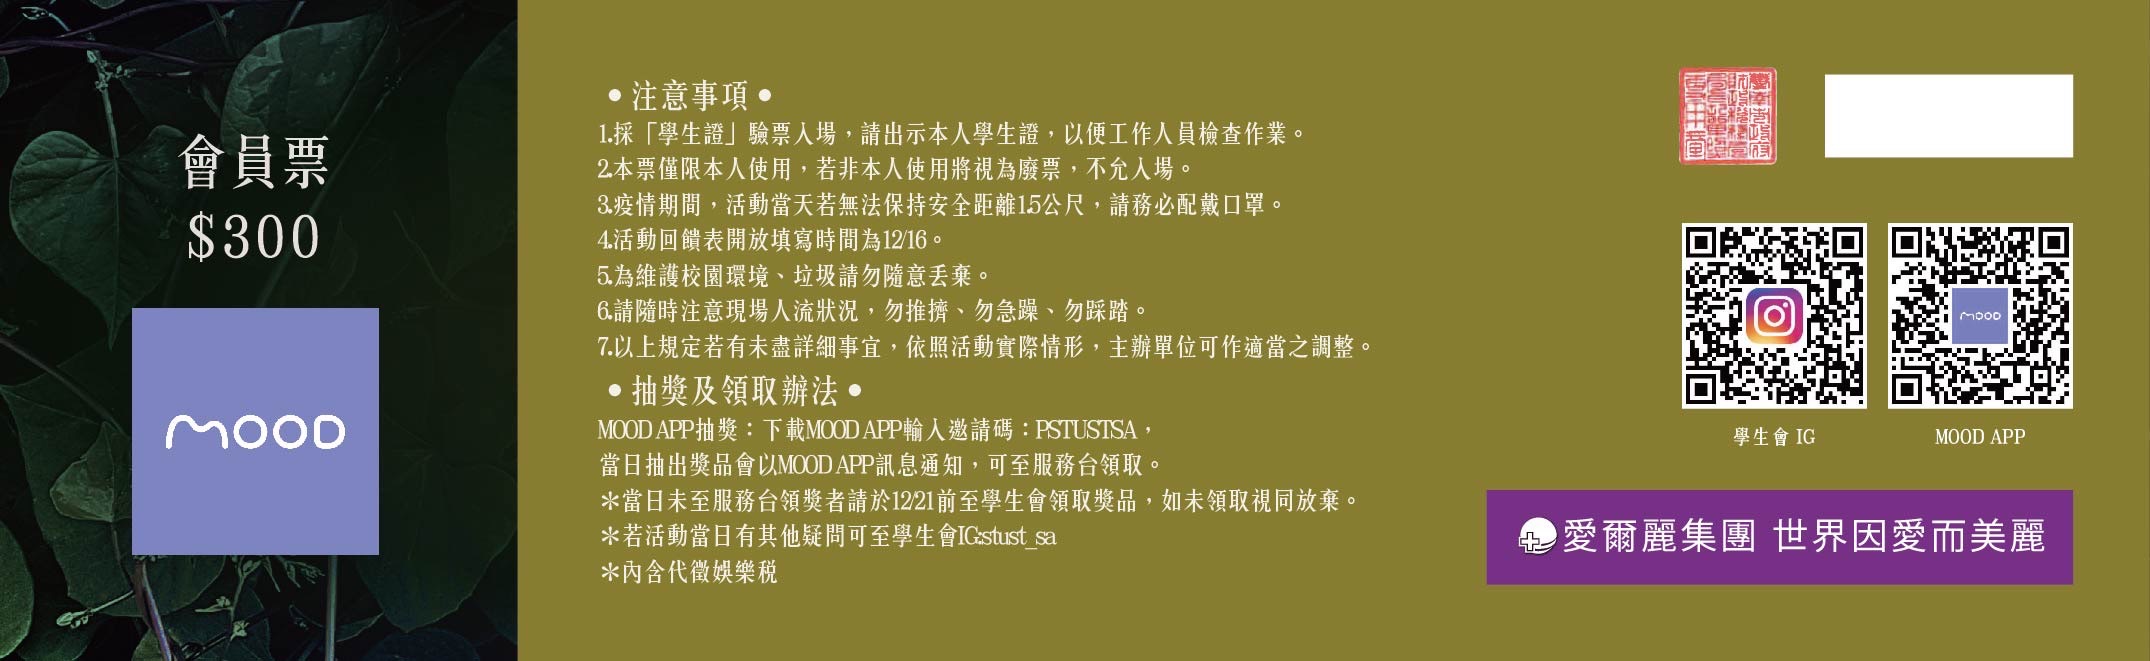 會員票
$300
mOOD
•注意事項•
1.採「學生證」驗票入場，請出示本人學生證，以便工作人員檢查作業。
2.本票僅限本人使用，若非本人使用將視為廢票，不允入場。
3.疫情期間，活動當天若無法保持安全距離1.5公尺，請務必配戴口罩。
4.活動回饋表開放填寫時間為12/16。
5.為維護校園環境、垃圾請勿隨意丟棄。
6.請隨時注意現場人流狀況，勿推擠、勿急躁、勿踩踏。
7.以上規定若有未盡詳細事宜，依照活動實際情形，主辦單位可作適當之調整。
•抽獎及領取辦法•
MOOD APP抽獎：下載MOOD APP輸入邀請碼：PSTUSTSA，
當日抽出獎品會以MOOD APP訊息通知，可至服務台領取。
＊當日未至服務台領獎者請於12/21前至學生會領取獎品，如未領取視同放棄。
＊若活動當日有其他疑問可至學生會IG:stust_sa
＊內含代徵娛樂税
mOOD
學生會 IG
MOOD APP
愛爾麗集團 世界因愛而美麗